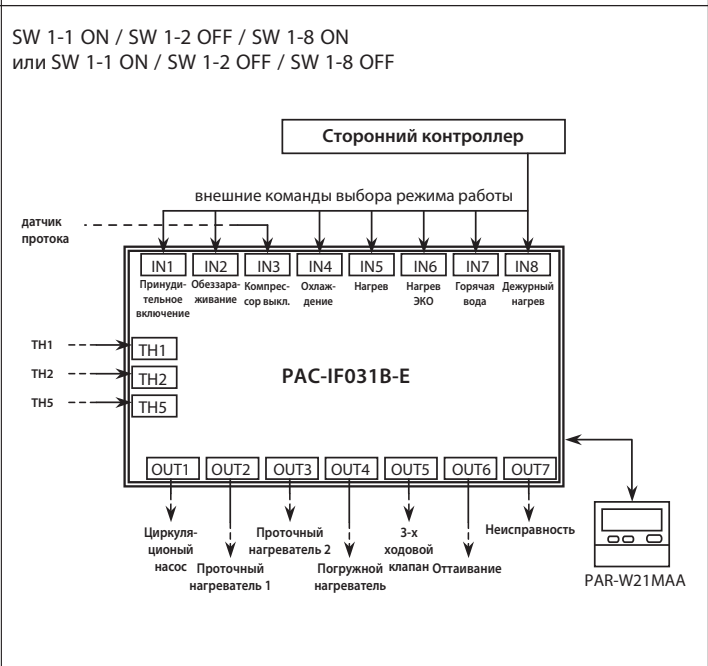 SW 1-1 ON / SW 1-2 OFF / SW 1-8 ON
или SW 1-1 ON / SW 1-2 OFF / SW 1-8 OFF
Сторонний контроллер
внешние команды выбора режима работы
датчик
протока
IN1 IN2 IN3 IN4 IN5 IN6 IN7 IN8
Принуди-
тельное
включение
Обеззара-
живание
Компрес-
сор выкл.
Охлаж-
дение
Нагрев
Нагрев
ЭКО
Горячая
вода
Дежурный
нагрев
TH1 TH1
TH2 TH2
TH5 TH5
PAC-IF031B-E
OUT1 OUT2 OUT3 OUT4 OUT5 OUT6 OUT7
Циркуля-
ционый
насос
Проточный
нагреватель 1
Проточный
нагреватель 2
Погружной
нагреватель
3-х
ходовой
клапан
Оттаивание
Неисправность
PAR-W21MAA